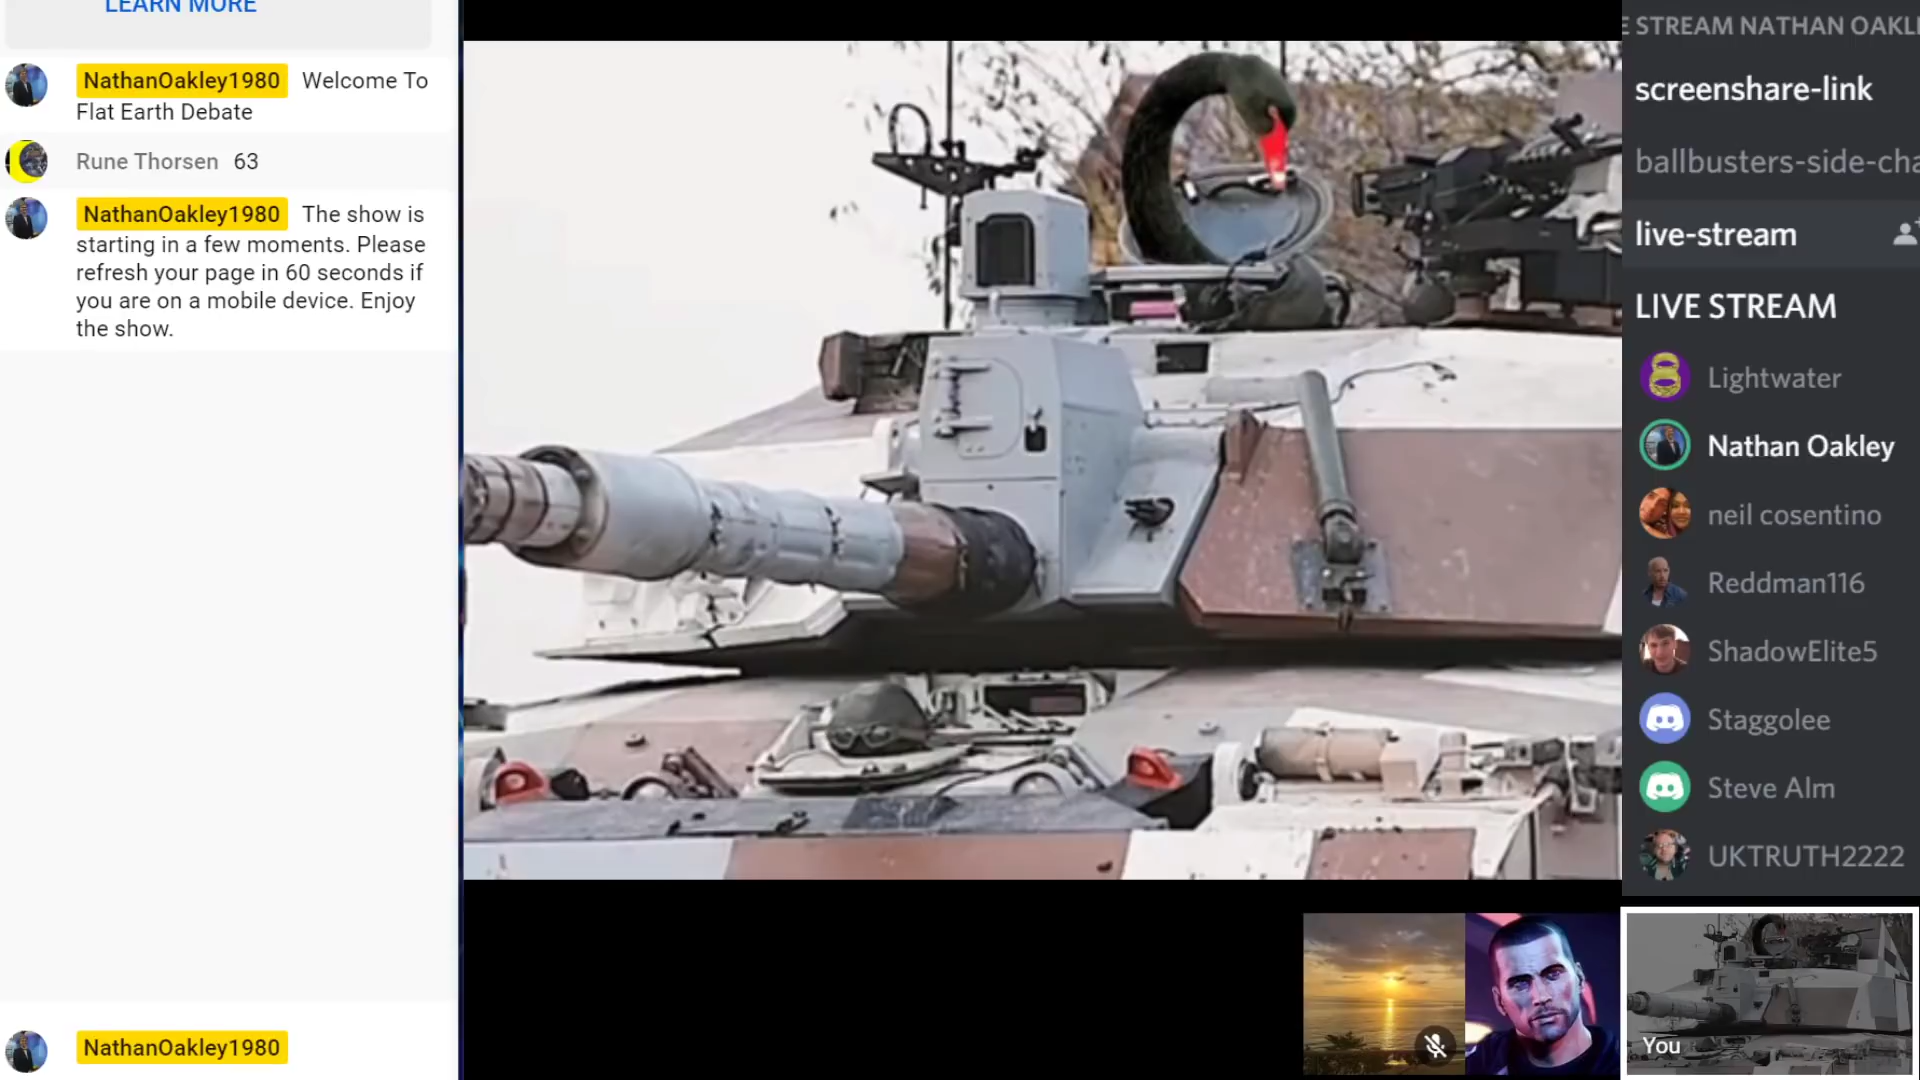 LEARN MORE
NathanOakley1980 Welcome To
Flat Earth Debate
Rune Thorsen 63
NathanOakley1980 The show is
starting in a few moments. Please
refresh your page in 60 seconds if
you are on a mobile device. Enjoy
the show.
NathanOakley1980
E STREAM NATHAN OAKL
screenshare-link
ballbusters-side-cha
live-stream
LIVE STREAM
Lightwater
Nathan Oakley
neil cosentino
Reddman116
ShadowElite5
Staggolee
Steve Alm
UKTRUTH2222
You